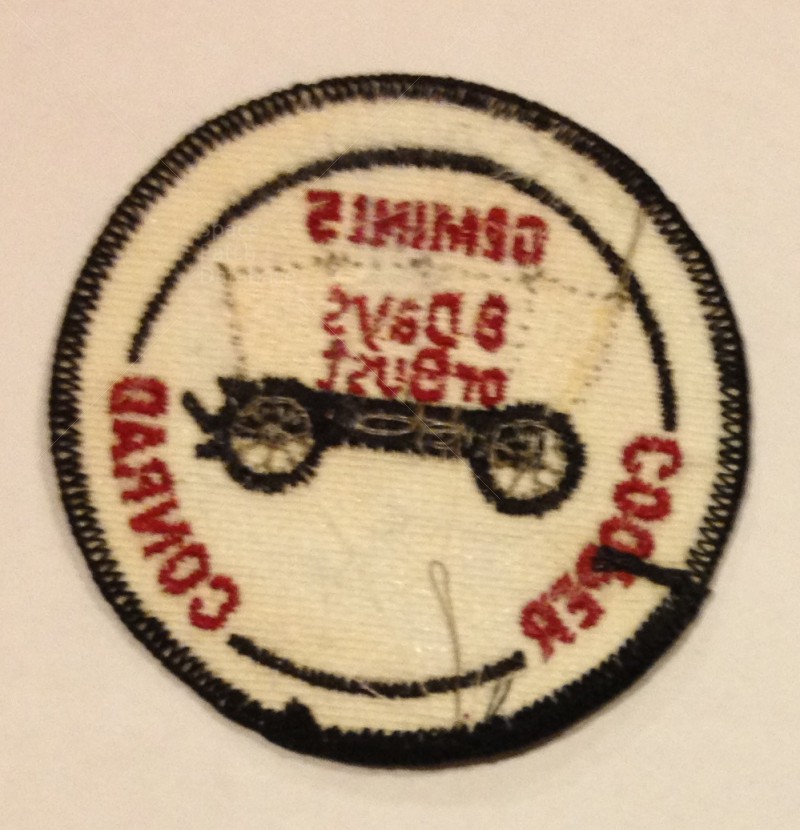 GEMINI 5
8 Days
or Bust
COOPER
CONRAD